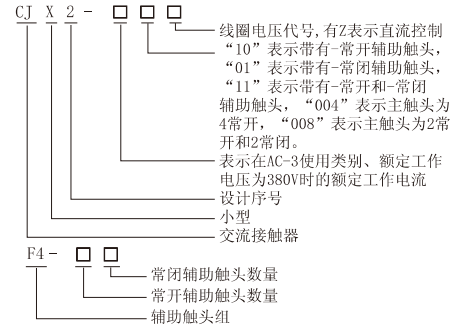 CJ X 2 - □ □ □
线圈电压代号,有Z表示直流控制
“10”表示带有-常开辅助触头,
“01”表示带有-常闭辅助触头,
“11”表示带有-常开和-常闭
辅助触头，“004”表示主触头为
4常开，“008”表示主触头为2常
开和2常闭。
表示在AC-3使用类别、额定工作
电压为380V时的额定工作电流
设计序号
小型
交流接触器
F4- □ □
常闭辅助触头数量
常开辅助触头数量
辅助触头组